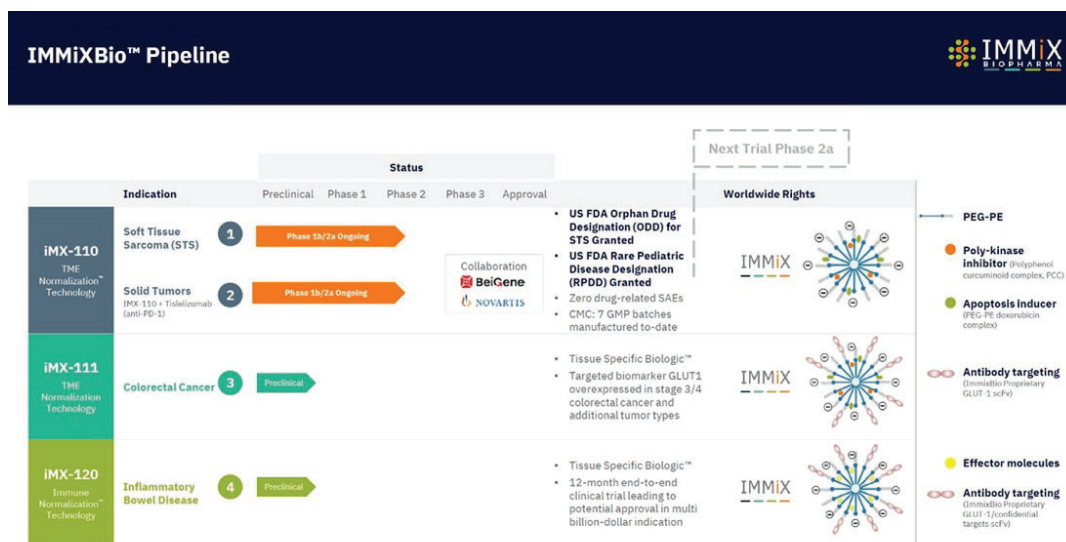 IMMiXBio™ Pipeline
IMMiX
BIOPHARMA
Next Trial Phase 2a
Status
Indication
Preclinical
Phase 1
Phase 2
Phase 3
Approval
Worldwide Rights
iMX-110
TME
Normalization™
Technology
Soft Tissue
Sarcoma (STS)
1
Phase 1b/2a Ongoing
Solid Tumors
IMX-110 + Tislelizumab
(anti-PD-1)
2
Phase 1b/2a Ongoing
Collaboration
BeiGene
NOVARTIS
• US FDA Orphan Drug
Designation (ODD) for
STS Granted
• US FDA Rare Pediatric
Disease Designation
(RPDD) Granted
• Zero drug-related SAEs
• CMC: 7 GMP batches
manufactured to-date
IMMiX
PEG-PE
Poly-kinase
inhibitor (Polyphenol
curcuminoid complex, PCC)
Apoptosis inducer
(PEG-PE doxorubicin
complex)
iMX-111
TME
Normalization
Technology
Colorectal Cancer
3
Preclinical
• Tissue Specific Biologic™
• Targeted biomarker GLUT1
overexpressed in stage 3/4
colorectal cancer and
additional tumor types
IMMiX
Antibody targeting
(ImmixBio Proprietary
GLUT-1 scFv)
iMX-120
Immune
Normalization™
Technology
Inflammatory
Bowel Disease
4
Preclinical
• Tissue Specific Biologic™
• 12-month end-to-end
clinical trial leading to
potential approval in multi
billion-dollar indication
IMMiX
Effector molecules
Antibody targeting
(ImmixBio Proprietary
GLUT-1/confidential
targets scFv)